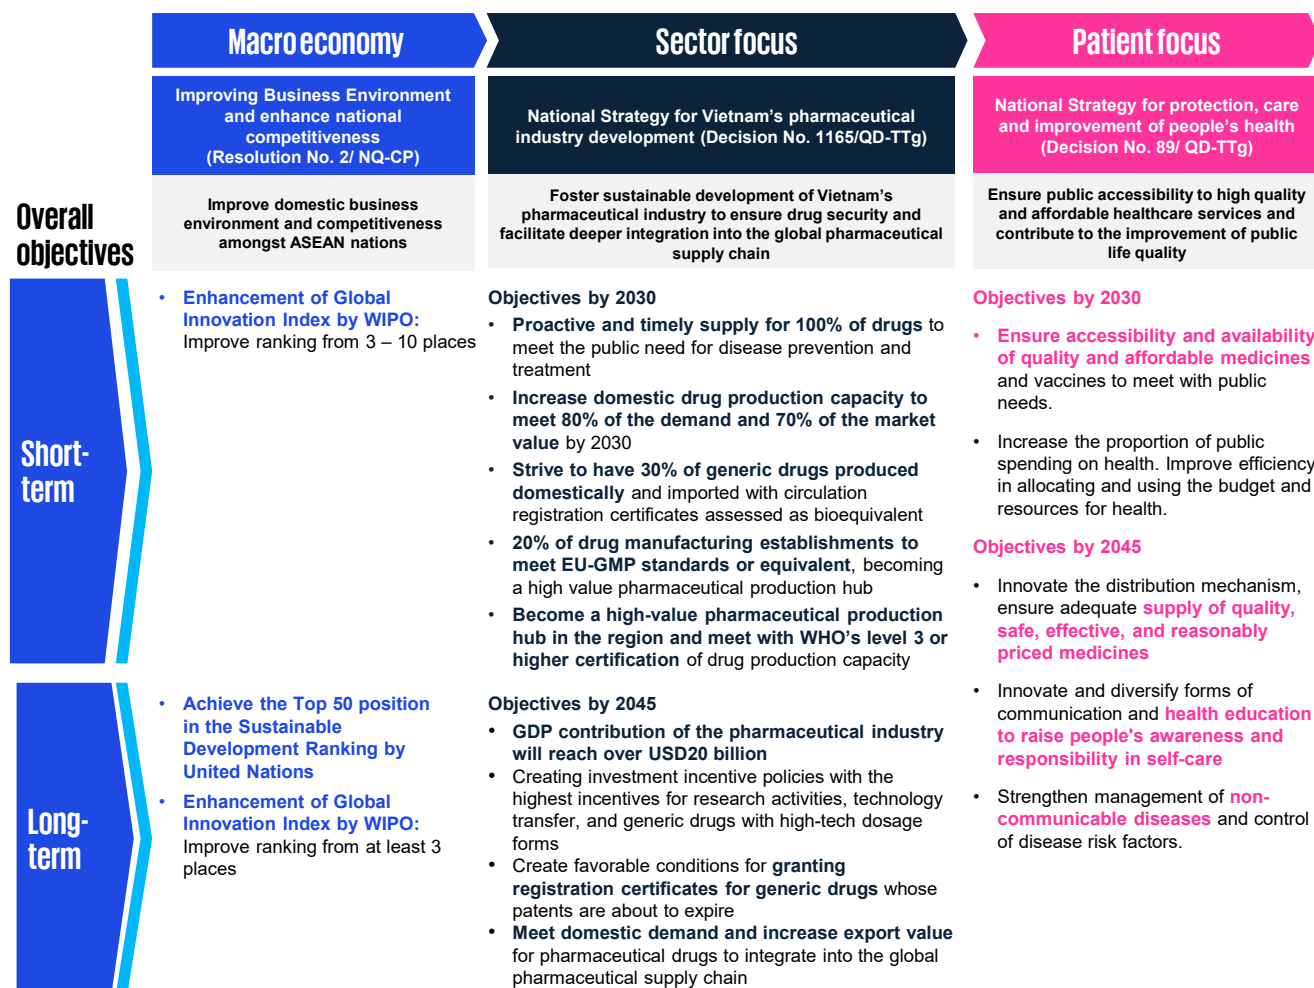 Macro economy
Sector focus
Patient focus
Improving Business Environment
and enhance national
competitiveness
(Resolution No. 2/ NQ-CP)
National Strategy for Vietnam's pharmaceutical
industry development (Decision No. 1165/QD-TTg)
National Strategy for protection, care
and improvement of people's health
(Decision No. 89/ QD-TTg)
Overall
objectives
Improve domestic business
environment and competitiveness
amongst ASEAN nations
Foster sustainable development of Vietnam's
pharmaceutical industry to ensure drug security and
facilitate deeper integration into the global pharmaceutical
supply chain
Ensure public accessibility to high quality
and affordable healthcare services and
contribute to the improvement of public
life quality
Short-
term
• Enhancement of Global
Innovation Index by WIPO:
Improve ranking from 3 – 10 places
Objectives by 2030
• Proactive and timely supply for 100% of drugs to
meet the public need for disease prevention and
treatment
• Increase domestic drug production capacity to
meet 80% of the demand and 70% of the market
value by 2030
• Strive to have 30% of generic drugs produced
domestically and imported with circulation
registration certificates assessed as bioequivalent
• 20% of drug manufacturing establishments to
meet EU-GMP standards or equivalent, becoming
a high value pharmaceutical production hub
• Become a high-value pharmaceutical production
hub in the region and meet with WHO's level 3 or
higher certification of drug production capacity
Objectives by 2030
• Ensure accessibility and availability
of quality and affordable medicines
and vaccines to meet with public
needs.
• Increase the proportion of public
spending on health. Improve efficiency
in allocating and using the budget and
resources for health.
Objectives by 2045
• Innovate the distribution mechanism,
ensure adequate supply of quality,
safe, effective, and reasonably
priced medicines
• Innovate and diversify forms of
communication and health education
to raise people's awareness and
responsibility in self-care
• Strengthen management of non-
communicable diseases and control
of disease risk factors.
Long-
term
• Achieve the Top 50 position
in the Sustainable
Development Ranking by
United Nations
• Enhancement of Global
Innovation Index by WIPO:
Improve ranking from at least 3
places
Objectives by 2045
• GDP contribution of the pharmaceutical industry
will reach over USD20 billion
• Creating investment incentive policies with the
highest incentives for research activities, technology
transfer, and generic drugs with high-tech dosage
forms
• Create favorable conditions for granting
registration certificates for generic drugs whose
patents are about to expire
• Meet domestic demand and increase export value
for pharmaceutical drugs to integrate into the global
pharmaceutical supply chain